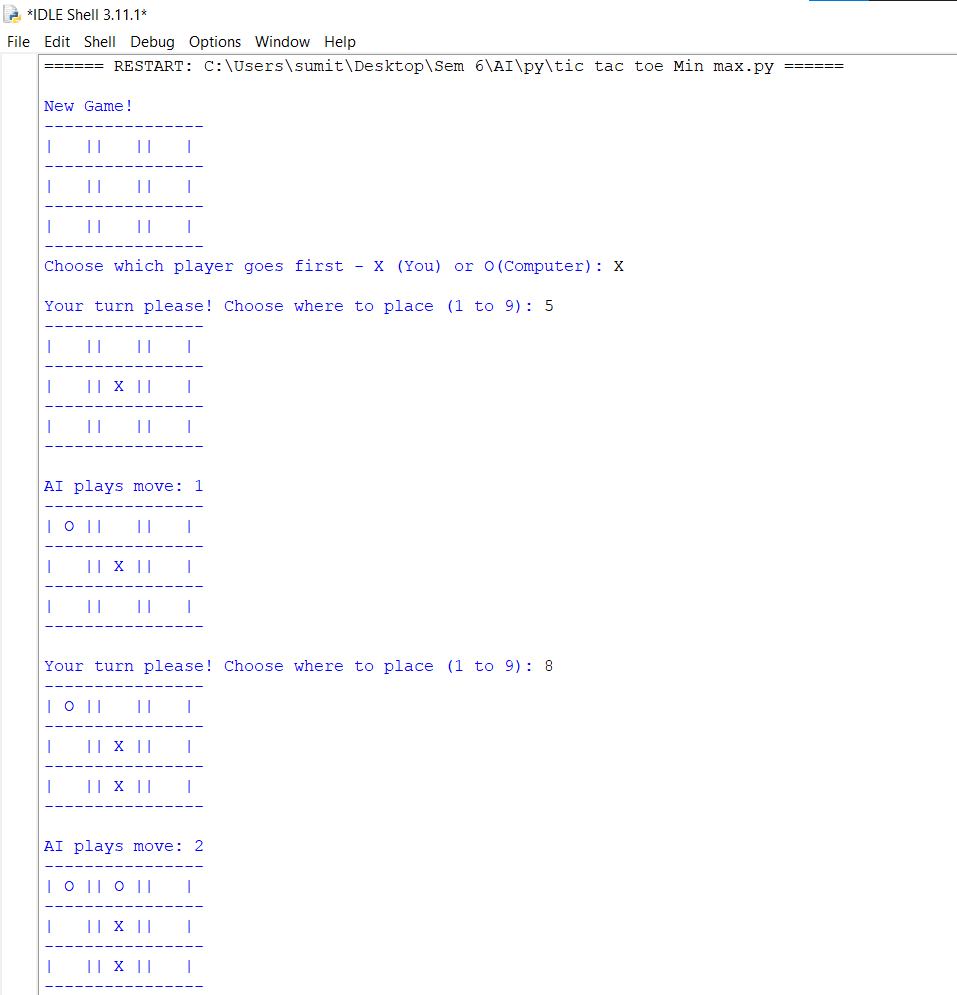 *IDLE Shell 3.11.1*
File Edit Shell Debug Options Window Help
====== RESTART: C:\Users\sumit\Desktop\Sem 6\AI\py\tic tac toe Min max.py ======
New Game!
----------------
|   ||   ||   |
----------------
|   ||   ||   |
----------------
|   ||   ||   |
----------------
Choose which player goes first - X (You) or O(Computer): X
Your turn please! Choose where to place (1 to 9): 5
----------------
|   ||   ||   |
----------------
|   || X ||   |
----------------
|   ||   ||   |
----------------
AI plays move: 1
----------------
| O ||   ||   |
----------------
|   || X ||   |
----------------
|   ||   ||   |
----------------
Your turn please! Choose where to place (1 to 9): 8
----------------
| O ||   ||   |
----------------
|   || X ||   |
----------------
|   || X ||   |
----------------
AI plays move: 2
----------------
| O || O ||   |
----------------
|   || X ||   |
----------------
|   || X ||   |
----------------